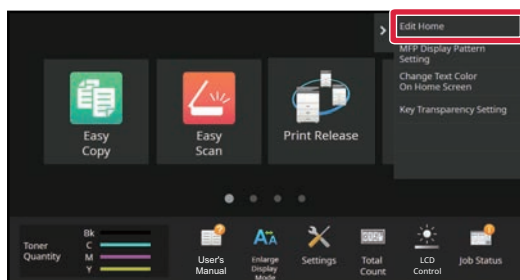 Edit Home
MFP Display Pattern
Setting
Change Text Color
On Home Screen
Key Transparency Setting
Easy
Copy
Easy
Scan
Print Release
Toner
Quantity
Bk
C
M
Y
User's
Manual
Enlarge
Display
Mode
Settings
Total
Count
LCD
Control
Job Status